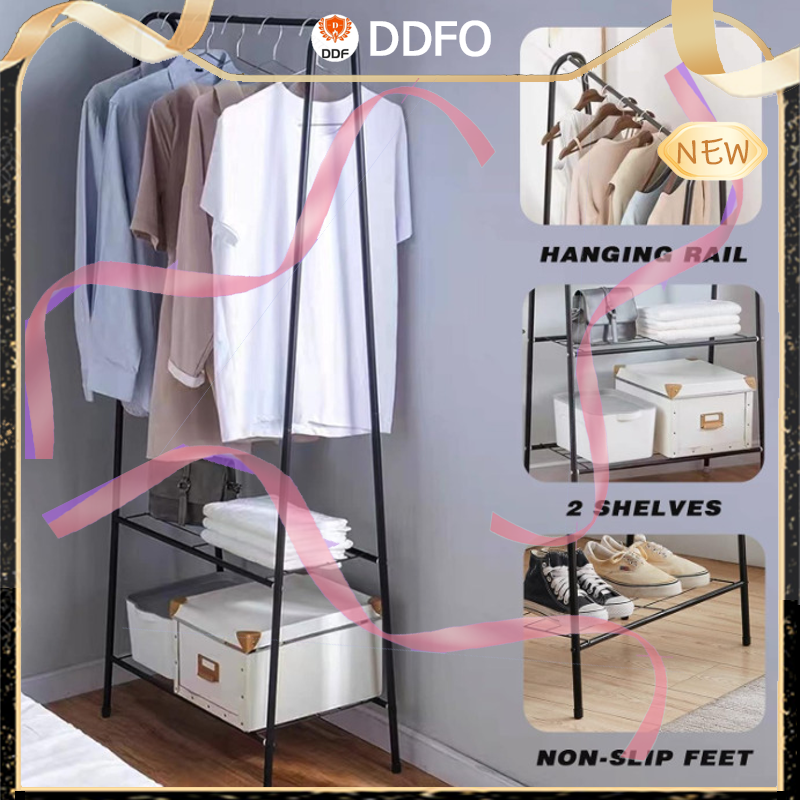 DDF
DDFO
NEW
HANGING RAIL
2 SHELVES
NON-SLIP FEET